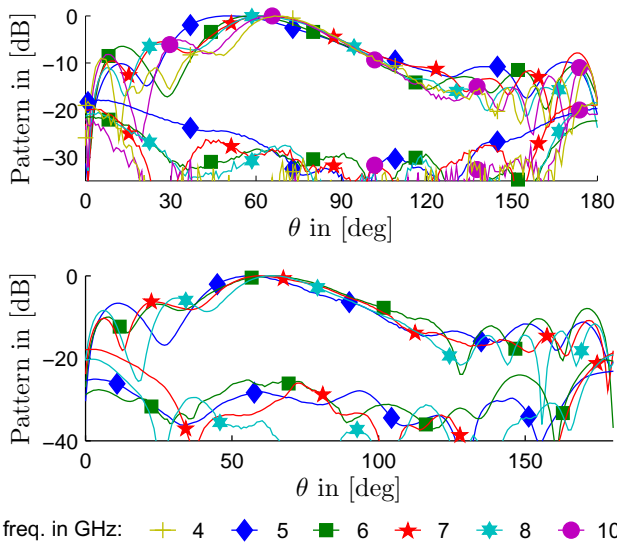 0
−10
−20
−30
Pattern in [dB]
0 30 60 90 120 150 180
θ in [deg]
0
−20
−40
Pattern in [dB]
0 50 100 150
θ in [deg]
freq. in GHz: 4 5 6 7 8 10